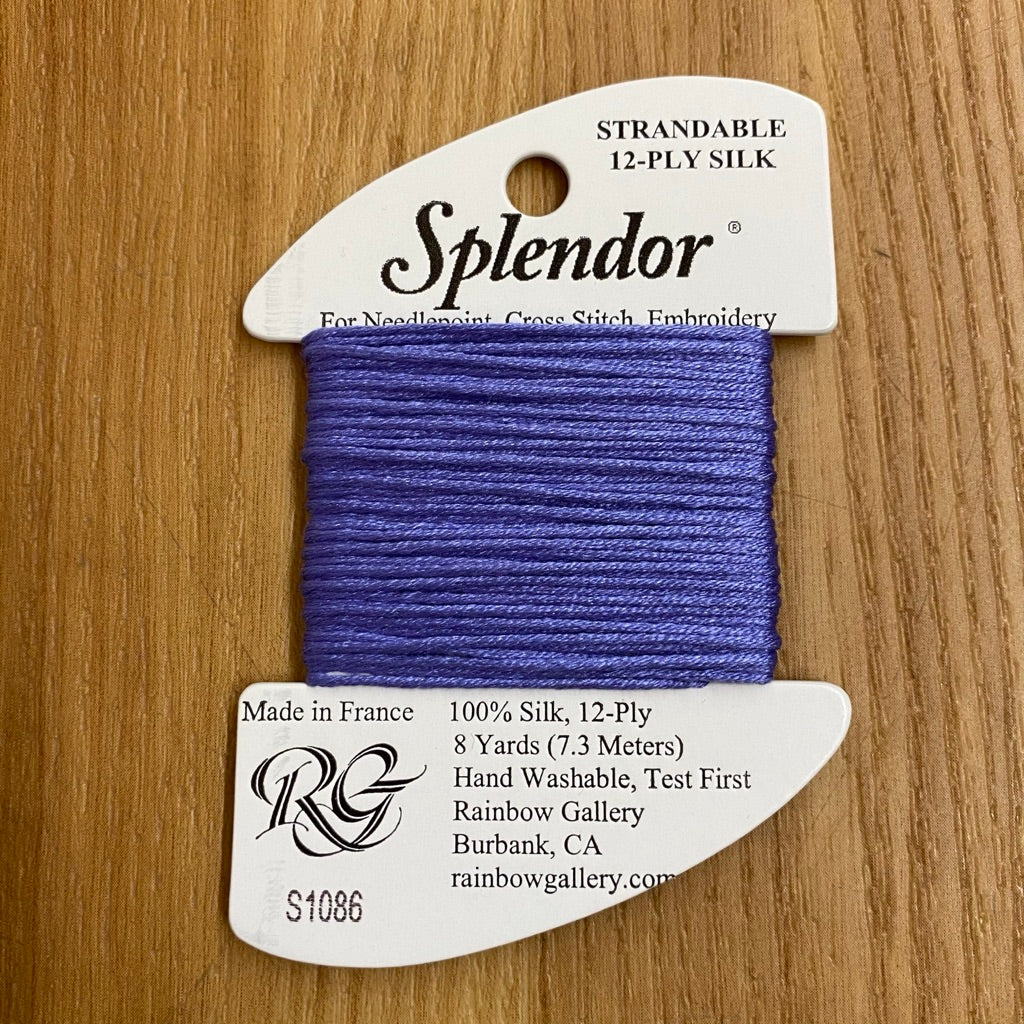 STRANDABLE
12-PLY SILK
Splendor ®
For Needlepoint, Cross Stitch, Embroidery
Made in France
RG
S1086
100% Silk, 12-Ply
8 Yards (7.3 Meters)
Hand Washable, Test First
Rainbow Gallery
Burbank, CA
rainbowgallery.com